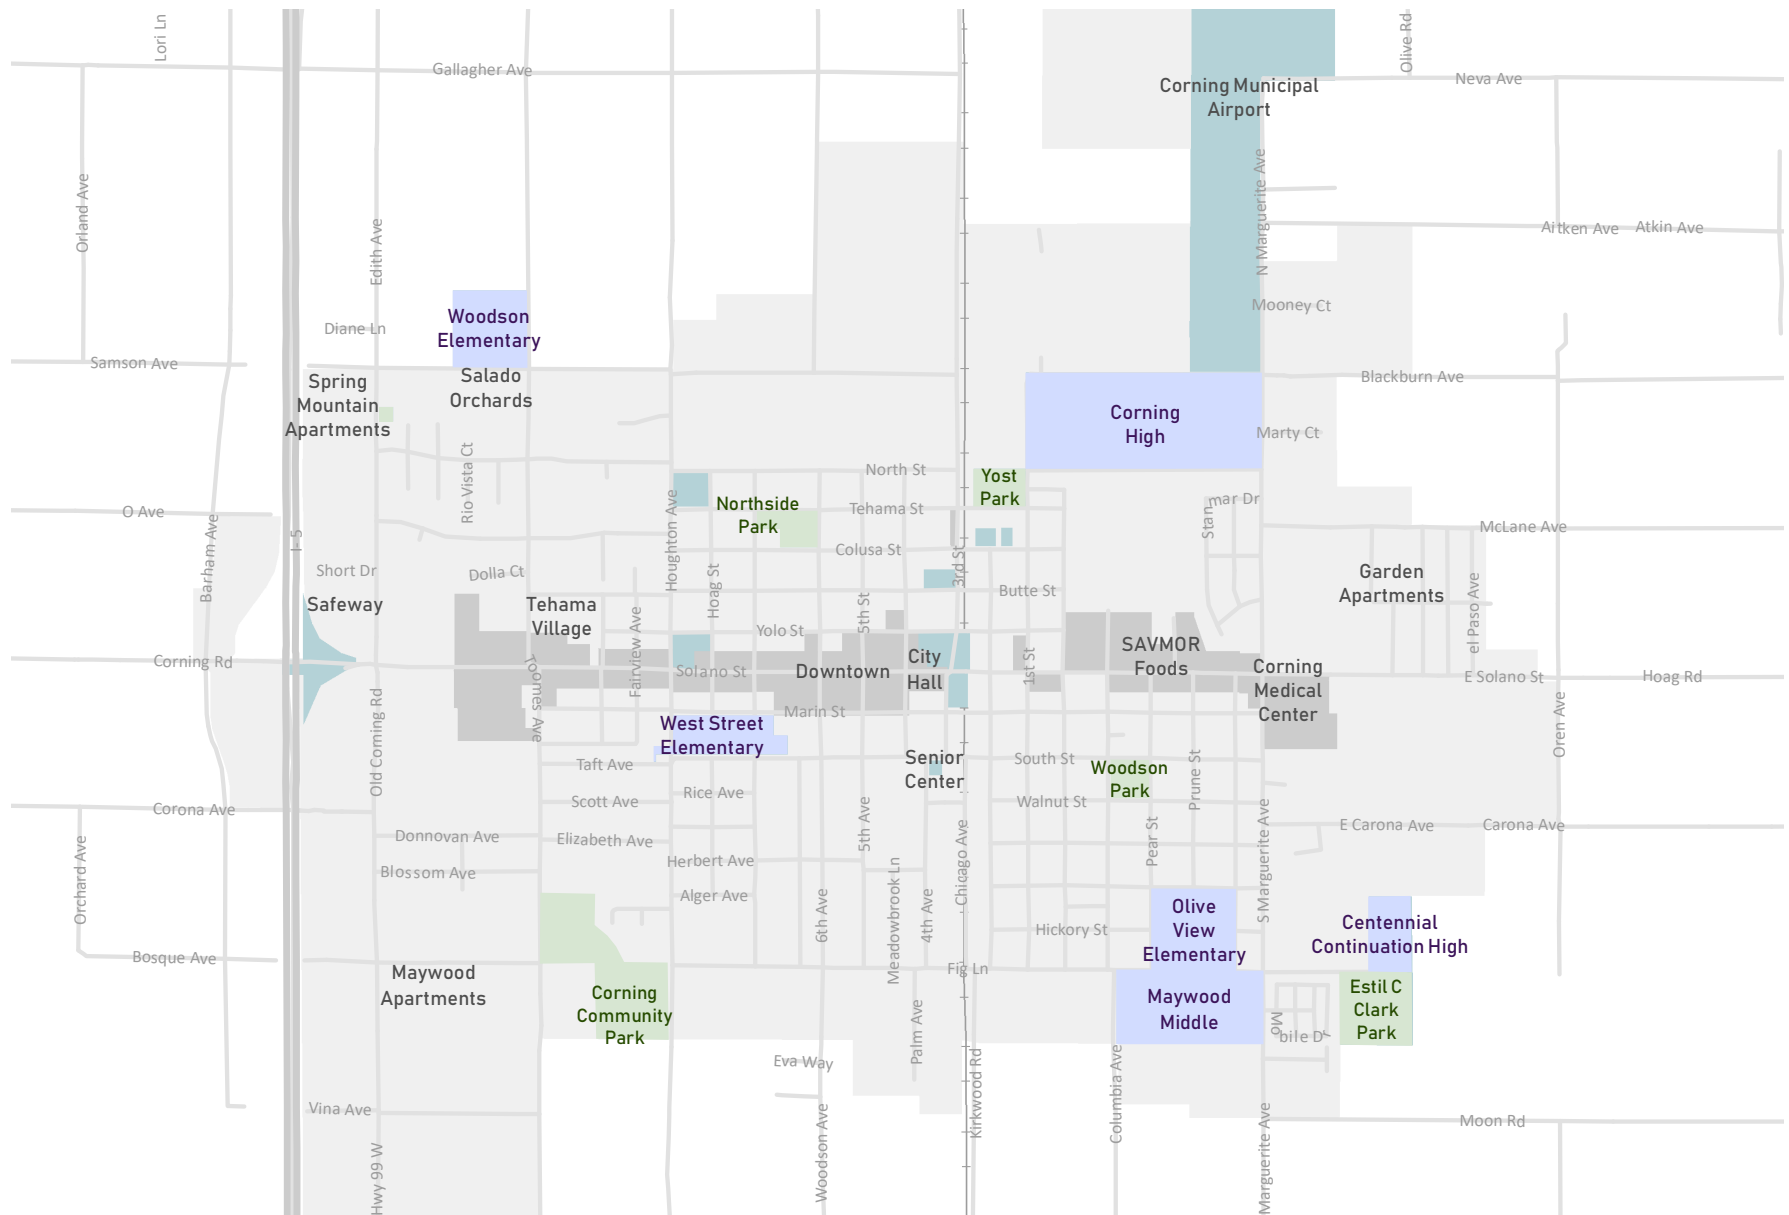 Lori Ln
Olive Rd
Gallagher Ave
Neva Ave
Corning Municipal
Airport
Orland Ave
Edith Ave
N Marguerite Ave
Aitken Ave
Atkin Ave
Mooney Ct
Diane Ln
Woodson
Elementary
Samson Ave
Spring
Mountain
Apartments
Salado
Orchards
Blackburn Ave
Corning
High
Marty Ct
Rio Vista Ct
North St
Yost
Park
O Ave
Barham Ave
I-5
Houghton Ave
Northside
Park
Tehama St
Stanmar Dr
McLane Ave
Colusa St
3rd St
Short Dr
Dolla Ct
Hoag St
Butte St
Garden
Apartments
el Paso Ave
Safeway
Tehama
Village
Fairview Ave
5th St
Yolo St
Corning Rd
Toomes Ave
Solano St
Downtown
City
Hall
1st St
SAVMOR
Foods
Corning
Medical
Center
E Solano St
Hoag Rd
Old Corning Rd
West Street
Elementary
Marin St
Oren Ave
Taft Ave
Senior
Center
South St
Woodson
Park
Prune St
Corona Ave
Scott Ave
Rice Ave
Walnut St
Donnovan Ave
Elizabeth Ave
5th Ave
Chicago Ave
Pear St
S Marguerite Ave
E Carona Ave
Carona Ave
Orchard Ave
Blossom Ave
Herbert Ave
Alger Ave
6th Ave
Meadowbrook Ln
4th Ave
Hickory St
Olive
View
Elementary
Centennial
Continuation High
Bosque Ave
Maywood
Apartments
Fig Ln
Corning
Community
Park
Maywood
Middle
Mobile Dr
Estil C
Clark
Park
Palm Ave
Eva Way
Kirkwood Rd
Columbia Ave
Vina Ave
Hwy 99 W
Woodson Ave
Marguerite Ave
Moon Rd